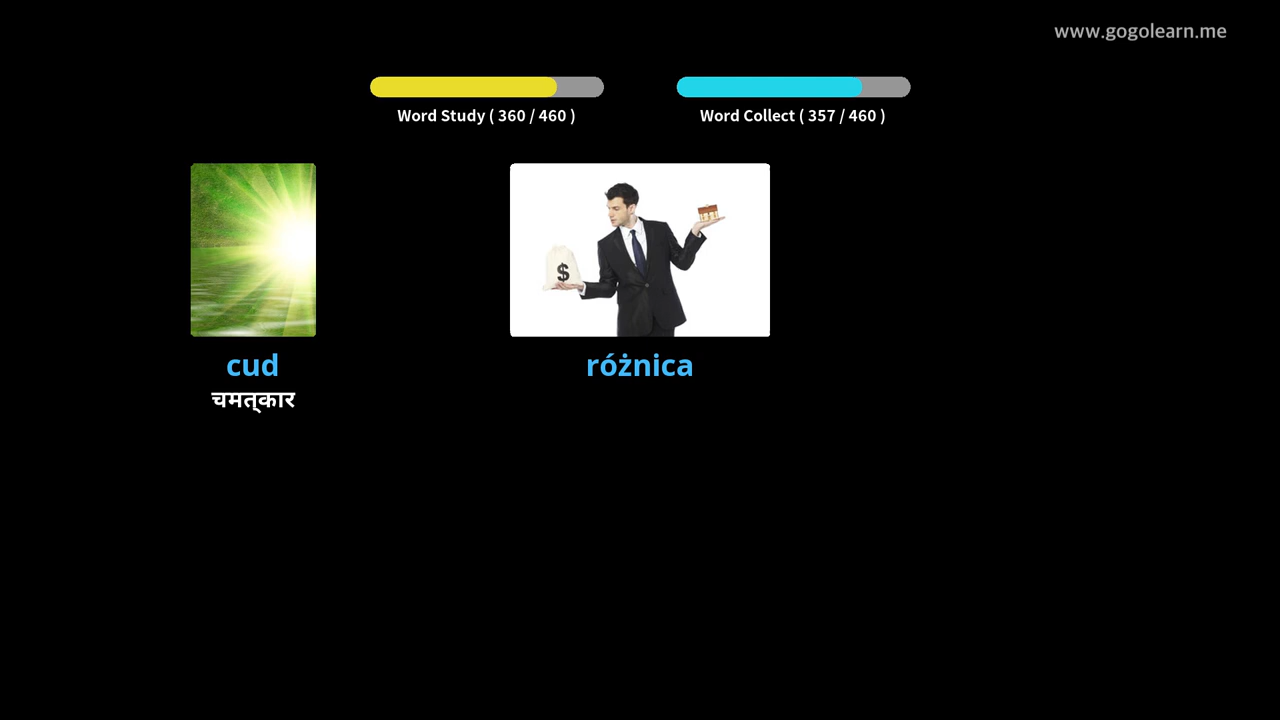 www.gogolearn.me
Word Study ( 360 / 460 )
Word Collect ( 357 / 460 )
$
cud
चमत्कार
różnica